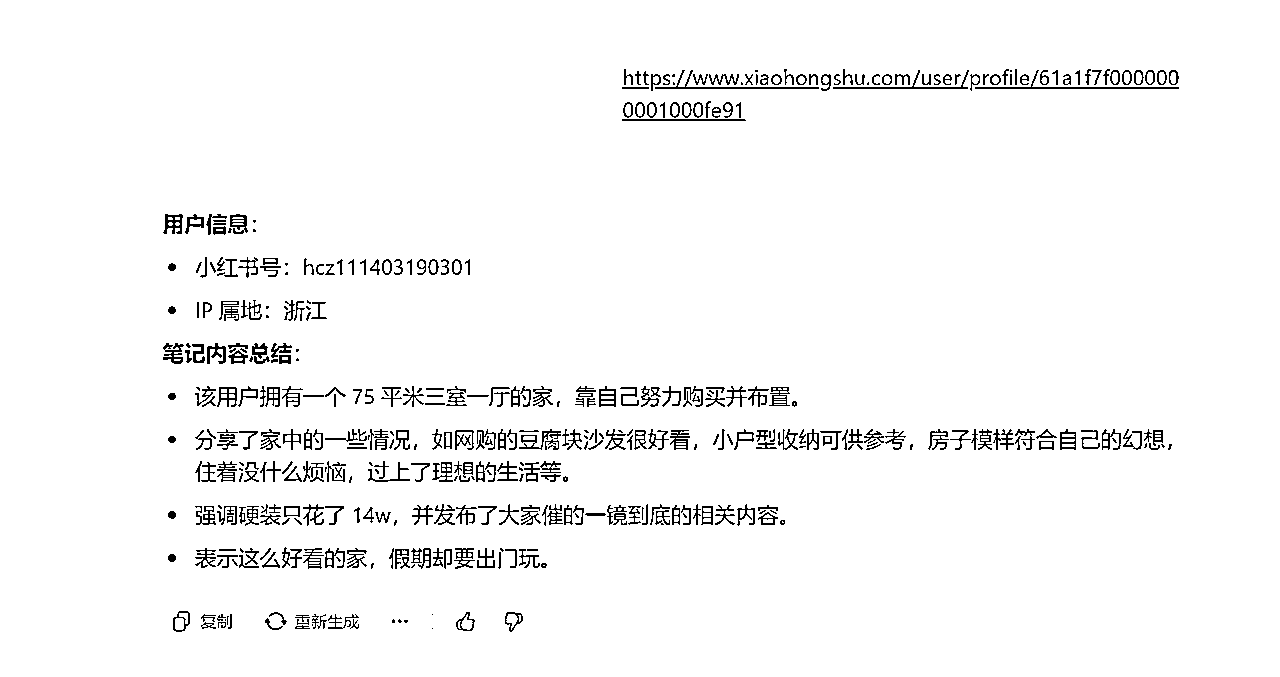 https://www.xiaohongshu.com/user/profile/61a1f7f000000
0001000fe91
用户信息：
• 小红书号：hcz111403190301
• IP 属地：浙江
笔记内容总结：
• 该用户拥有一个 75 平米三室一厅的家，靠自己努力购买并布置。
• 分享了家中的一些情况，如网购的豆腐块沙发很好看，小户型收纳可供参考，房子模样符合自己的幻想，
住着没什么烦恼，过上了理想的生活等。
• 强调硬装只花了 14w，并发布了大家催的一镜到底的相关内容。
• 表示这么好看的家，假期却要出门玩。
复制 重新生成 ···